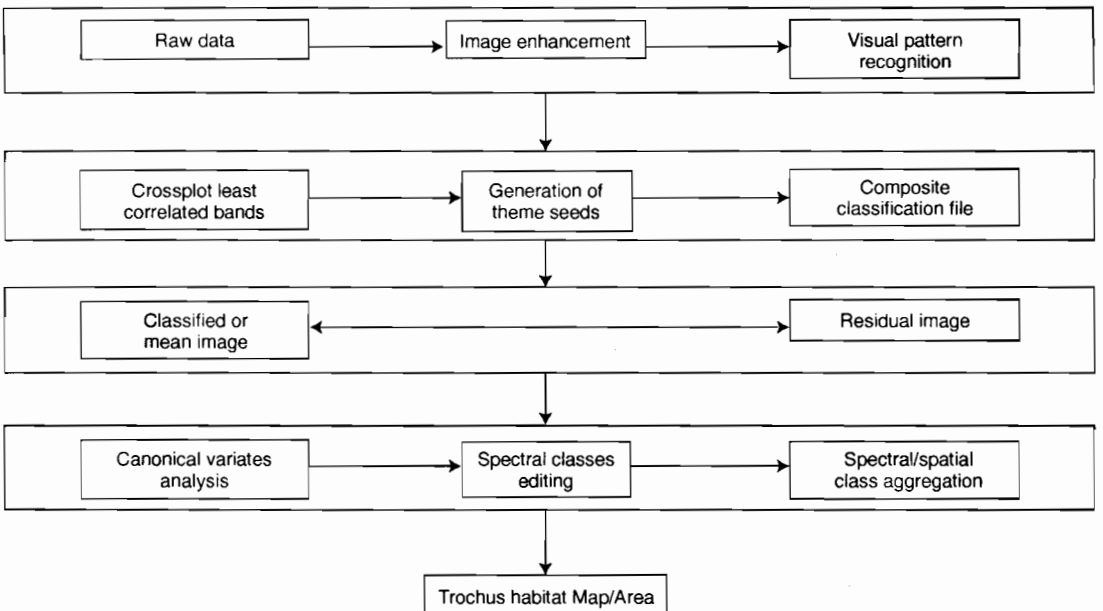 Raw data
Image enhancement
Visual pattern
recognition
Crossplot least
correlated bands
Generation of
theme seeds
Composite
classification file
Classified or
mean image
Residual image
Canonical variates
analysis
Spectral classes
editing
Spectral/spatial
class aggregation
Trochus habitat Map/Area